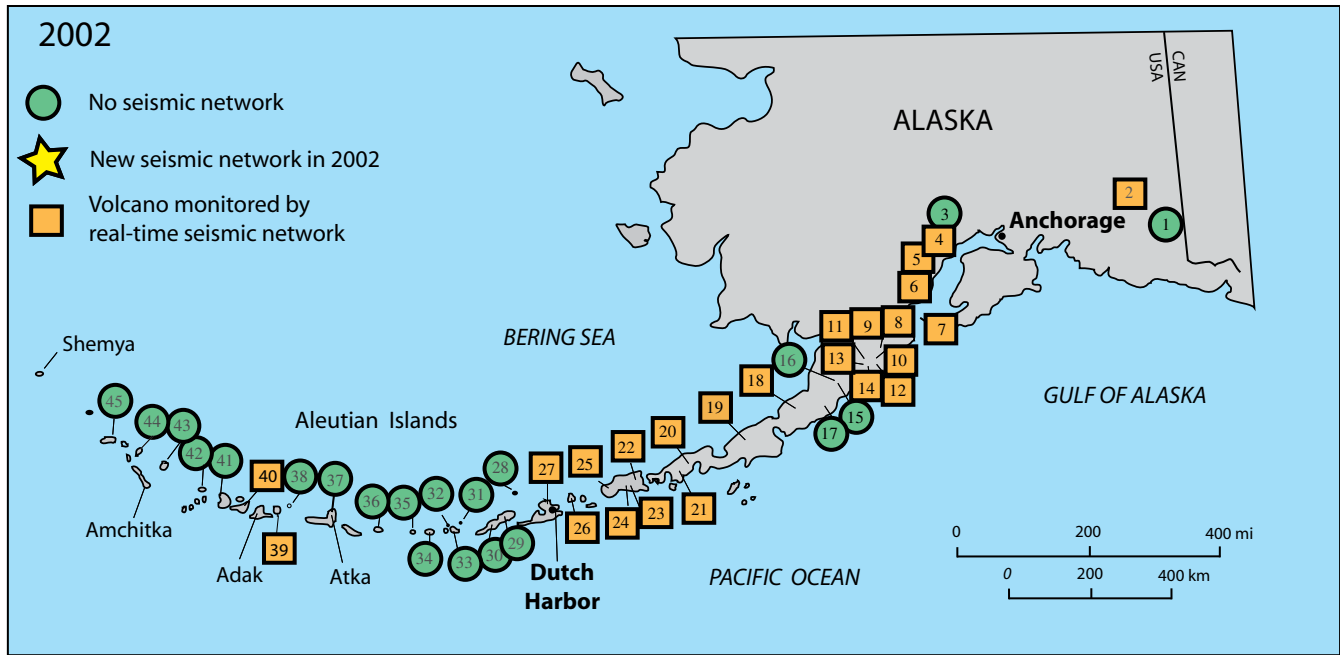 2002
No seismic network
New seismic network in 2002
Volcano monitored by
real-time seismic network
ALASKA
CAN
USA
Anchorage
1
2
3
4
5
6
7
8
9
10
11
12
13
14
15
16
17
18
19
20
21
22
23
24
25
26
27
28
29
30
31
32
33
34
35
36
37
38
39
40
41
42
43
44
45
BERING SEA
GULF OF ALASKA
Shemya
Aleutian Islands
Amchitka
Adak
Atka
Dutch
Harbor
PACIFIC OCEAN
0 200 400 mi
0 200 400 km